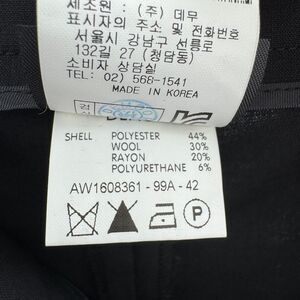 제조원 : (주) 데무
표시자의 주소 및 전화번호
서울시 강남구 선릉로
132길 27 (청담동)
소비자 상담실
TEL: 02) 568-1541
MADE IN KOREA
SHELL POLYESTER 44%
WOOL 30%
RAYON 20%
POLYURETHANE 6%
AW1608361 - 99A - 42
P